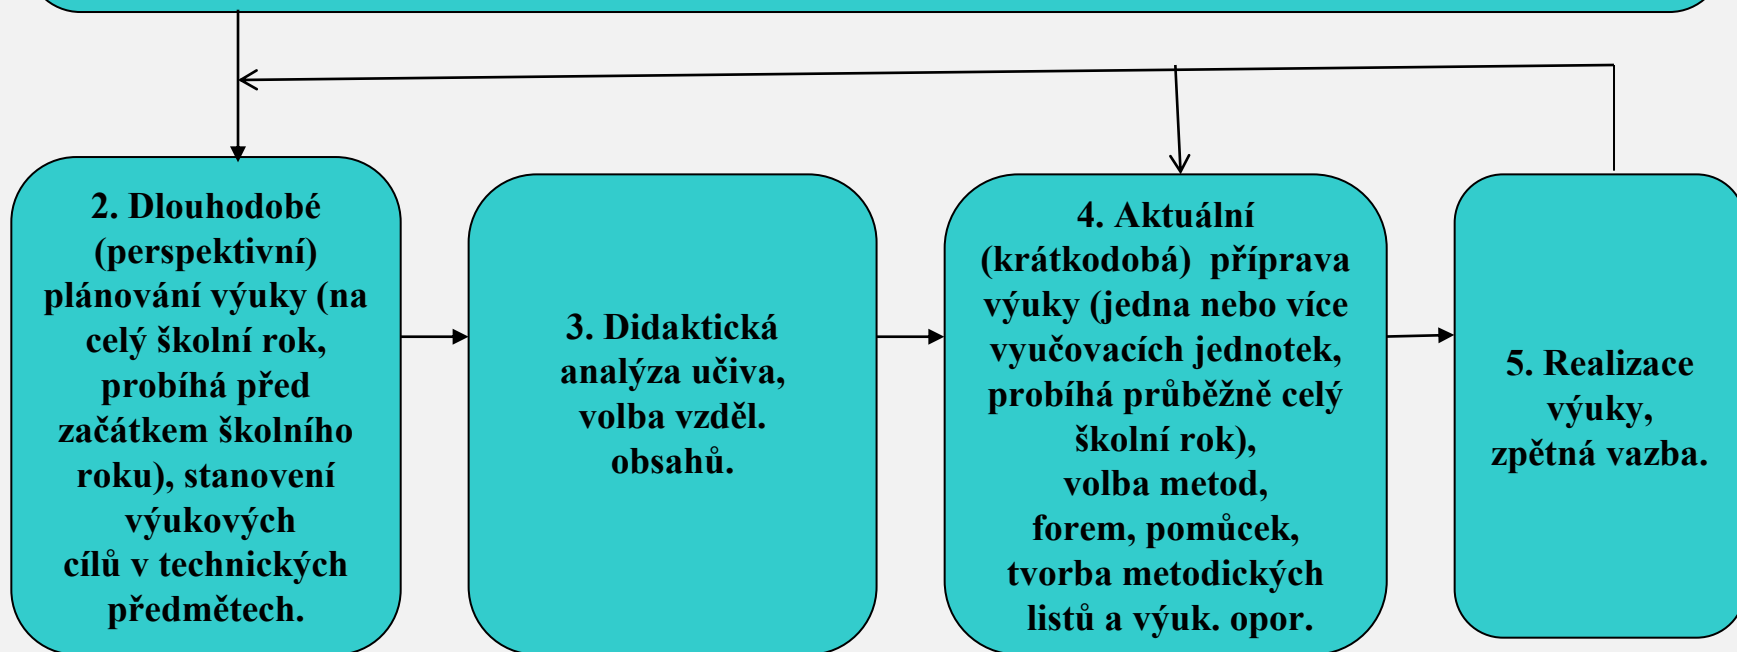 2. Dlouhodobé
(perspektivní)
plánování výuky (na
celý školní rok,
probíhá před
začátkem školního
roku), stanovení
výukových
cílů v technických
předmětech.
3. Didaktická
analýza učiva,
volba vzděl.
obsahů.
4. Aktuální
(krátkodobá) příprava
výuky (jedna nebo více
vyučovacích jednotek,
probíhá průběžně celý
školní rok),
volba metod,
forem, pomůcek,
tvorba metodických
listů a výuk. opor.
5. Realizace
výuky,
zpětná vazba.